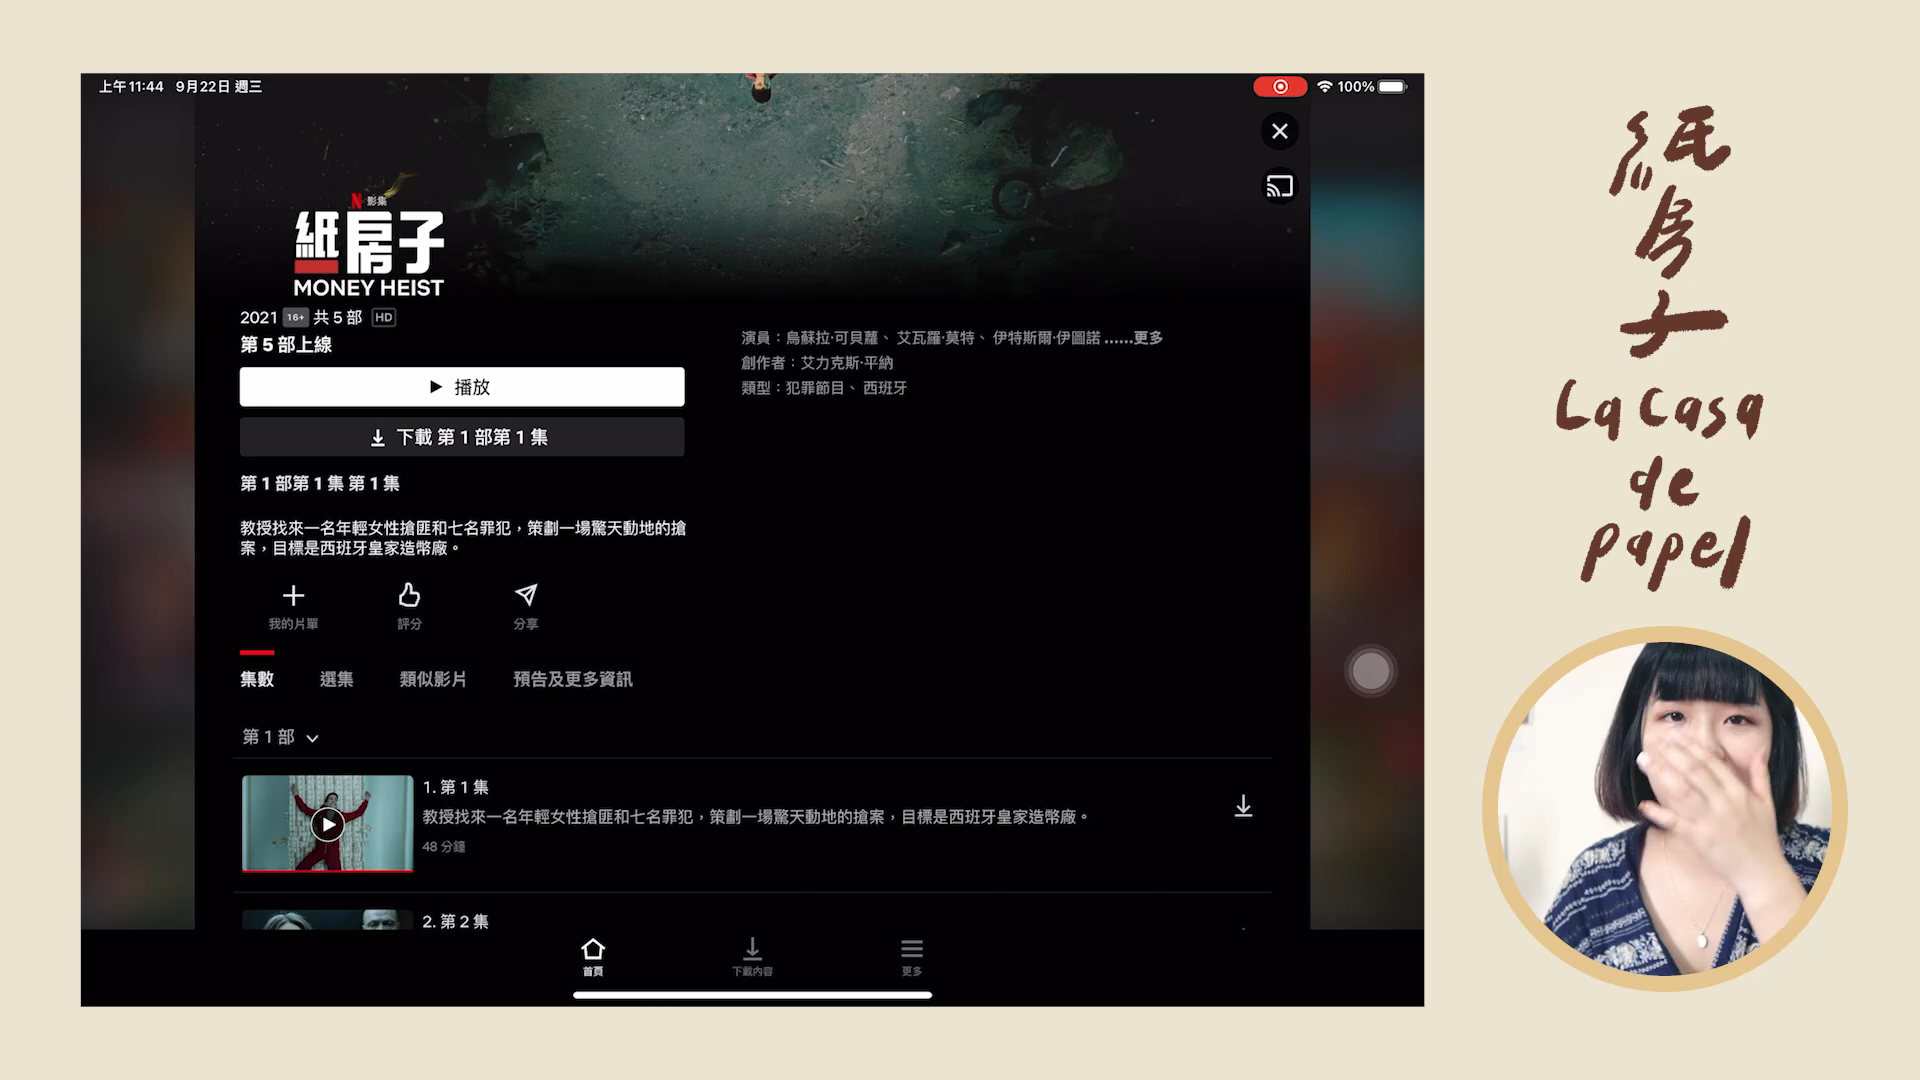 上午11:44 9月22日 週三
100%
N 影集
紙房子
MONEY HEIST
2021 16+ 共 5 部 HD
第 5 部上線
播放
下載 第 1 部第 1 集
第 1 部第 1 集 第 1 集
教授找來一名年輕女性搶匪和七名罪犯，策劃一場驚天動地的搶
案，目標是西班牙皇家造幣廠。
我的片單 評分 分享
演員：烏蘇拉·可貝蘿、 艾瓦羅·莫特、 伊特斯爾·伊圖諾 ......更多
創作者：艾力克斯·平納
類型：犯罪節目、 西班牙
集數 選集 類似影片 預告及更多資訊
第 1 部
1. 第 1 集
教授找來一名年輕女性搶匪和七名罪犯，策劃一場驚天動地的搶案，目標是西班牙皇家造幣廠。
48 分鐘
2. 第 2 集
首頁 下載內容 更多
紙房子
La Casa
de
papel